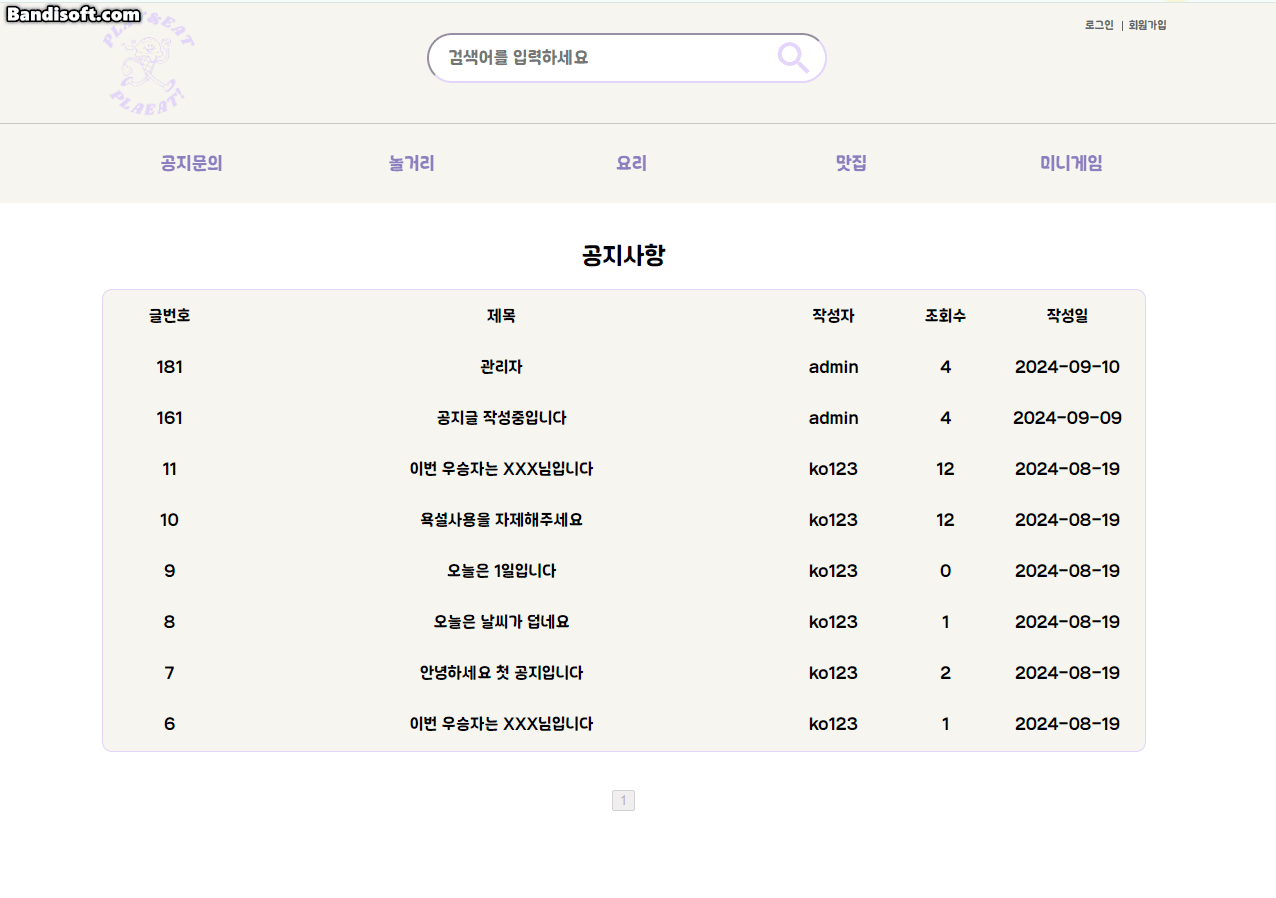 Bandisoft.com
PLAY&EAT
PLAEAT!
로그인 | 회원가입
검색어를 입력하세요
공지문의 놀거리 요리 맛집 미니게임
공지사항
글번호 제목 작성자 조회수 작성일
181 관리자 admin 4 2024-09-10
161 공지글 작성중입니다 admin 4 2024-09-09
11 이번 우승자는 XXX님입니다 ko123 12 2024-08-19
10 욕설사용을 자제해주세요 ko123 12 2024-08-19
9 오늘은 1일입니다 ko123 0 2024-08-19
8 오늘은 날씨가 덥네요 ko123 1 2024-08-19
7 안녕하세요 첫 공지입니다 ko123 2 2024-08-19
6 이번 우승자는 XXX님입니다 ko123 1 2024-08-19
1